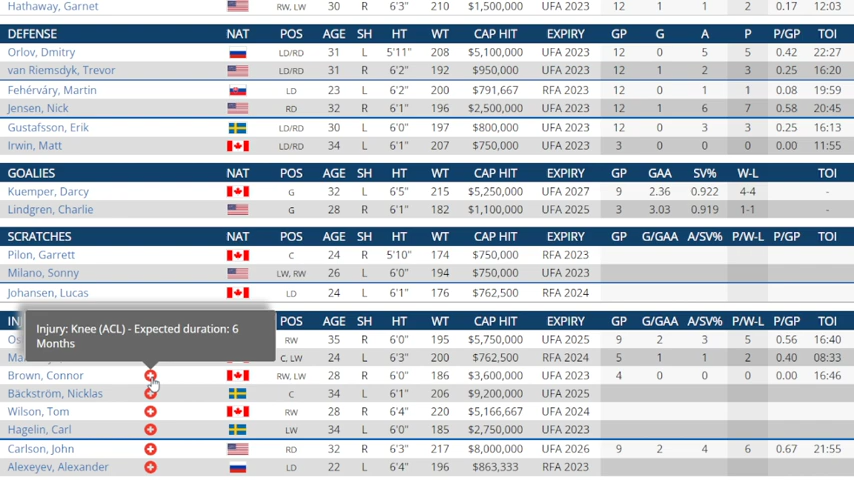 Hathaway, Garnet RW, LW 30 R 6'3" 210 $1,500,000 UFA 2023 12 1 1 2 0.17 12:03
DEFENSE NAT POS AGE SH HT WT CAP HIT EXPIRY GP G A P P/GP TOI
Orlov, Dmitry LD/RD 31 L 5'11" 208 $5,100,000 UFA 2023 12 0 5 5 0.42 22:27
van Riemsdyk, Trevor LD/RD 31 R 6'2" 192 $950,000 UFA 2023 12 1 2 3 0.25 16:20
Fehérváry, Martin LD 23 L 6'2" 200 $791,667 RFA 2023 12 0 1 1 0.08 19:59
Jensen, Nick RD 32 R 6'1" 196 $2,500,000 UFA 2023 12 1 6 7 0.58 20:45
Gustafsson, Erik LD/RD 30 L 6'0" 197 $800,000 UFA 2023 12 0 3 3 0.25 16:13
Irwin, Matt LD/RD 34 L 6'1" 207 $750,000 UFA 2023 3 0 0 0 0.00 11:55
GOALIES NAT POS AGE SH HT WT CAP HIT EXPIRY GP GAA SV% W-L TOI
Kuemper, Darcy G 32 L 6'5" 215 $5,250,000 UFA 2027 9 2.36 0.922 4-4 -
Lindgren, Charlie G 28 R 6'1" 182 $1,100,000 UFA 2025 3 3.03 0.919 1-1 -
SCRATCHES NAT POS AGE SH HT WT CAP HIT EXPIRY GP G/GAA A/SV% P/W-L P/GP TOI
Pilon, Garrett C 24 R 5'10" 174 $750,000 RFA 2023
Milano, Sonny LW, RW 26 L 6'0" 194 $750,000 UFA 2023
Johansen, Lucas LD 24 L 6'1" 176 $762,500 RFA 2024
IN POS AGE SH HT WT CAP HIT EXPIRY GP G/GAA A/SV% P/W-L P/GP TOI
Injury: Knee (ACL) - Expected duration: 6
Months
Os RW 35 R 6'0" 195 $5,750,000 UFA 2025 9 2 3 5 0.56 16:40
C, LW 24 L 6'3" 200 $762,500 RFA 2024 5 1 1 2 0.40 08:33
Brown, Connor RW, LW 28 R 6'0" 186 $3,600,000 UFA 2023 4 0 0 0 0.00 16:46
Bäckström, Nicklas C 34 L 6'1" 206 $9,200,000 UFA 2025
Wilson, Tom RW 28 R 6'4" 220 $5,166,667 UFA 2024
Hagelin, Carl LW 34 L 6'0" 185 $2,750,000 UFA 2023
Carlson, John RD 32 R 6'3" 217 $8,000,000 UFA 2026 9 2 4 6 0.67 21:55
Alexeyev, Alexander LD 22 L 6'4" 196 $863,333 RFA 2023